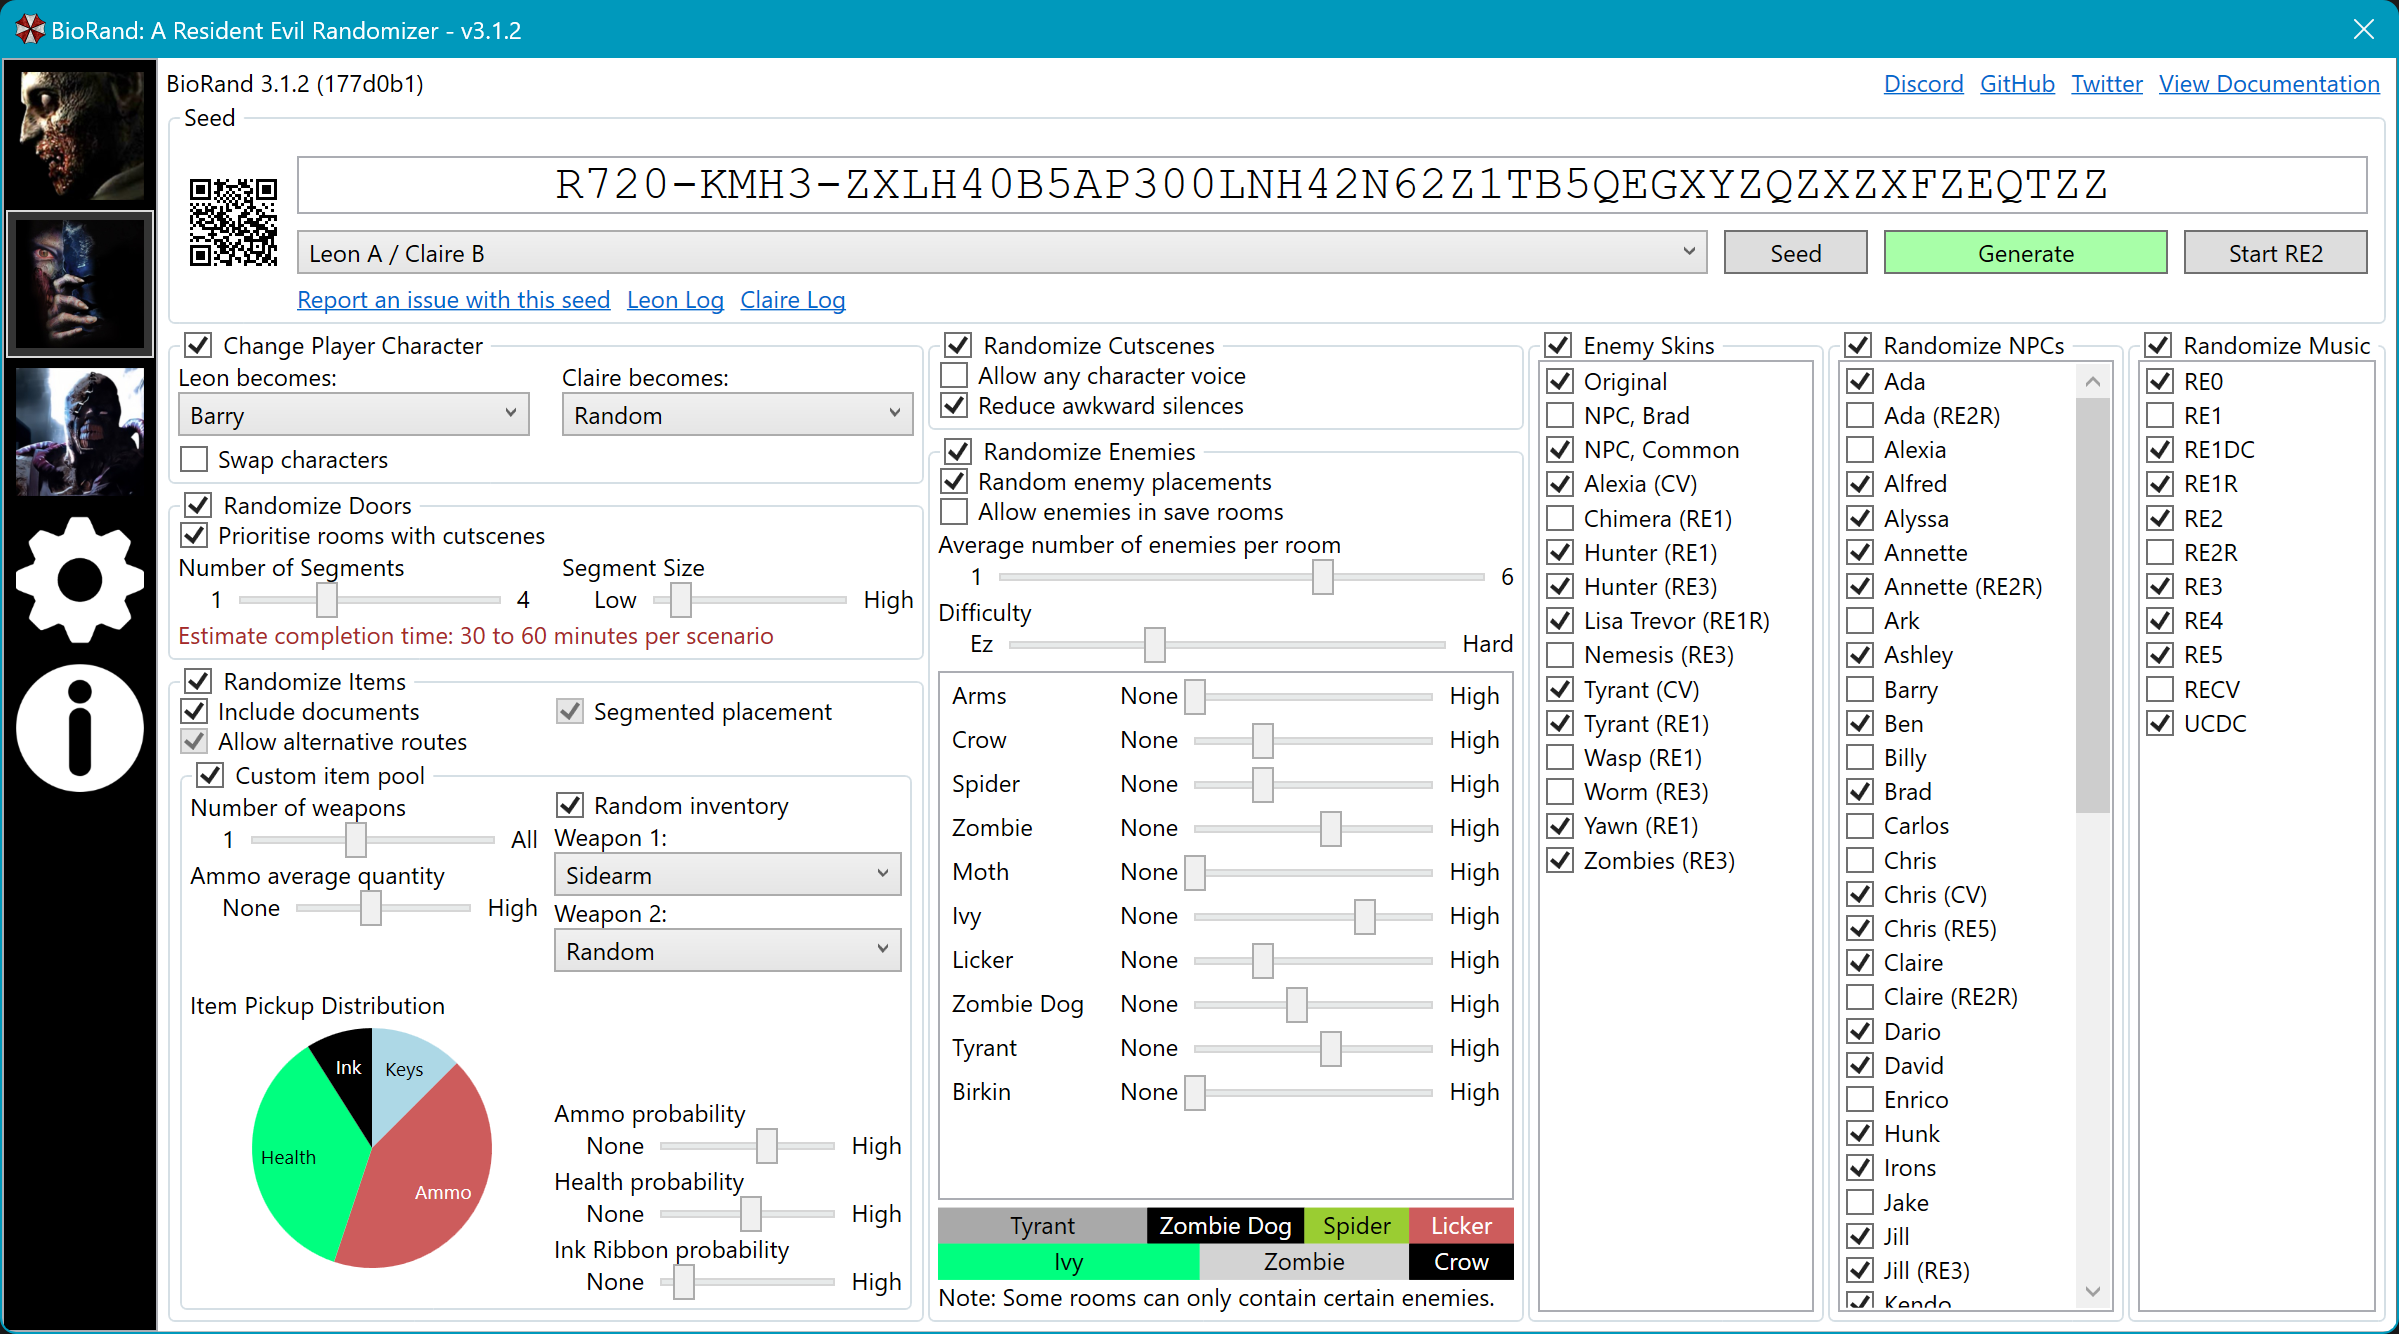 BioRand: A Resident Evil Randomizer - v3.1.2
BioRand 3.1.2 (177d0b1)
Discord GitHub Twitter View Documentation
Seed
R720-KMH3-ZXLH40B5AP300LNH42N62Z1TB5QEGXYZQZXZXFZEQTZZ
Leon A / Claire B
Seed
Generate
Start RE2
Report an issue with this seed Leon Log Claire Log
Change Player Character
Leon becomes:
Barry
Claire becomes:
Random
Swap characters
Randomize Doors
Prioritise rooms with cutscenes
Number of Segments
1 4
Segment Size
Low High
Estimate completion time: 30 to 60 minutes per scenario
Randomize Items
Include documents
Segmented placement
Allow alternative routes
Custom item pool
Number of weapons
1 All
Ammo average quantity
None High
Random inventory
Weapon 1:
Sidearm
Weapon 2:
Random
Item Pickup Distribution
Ink
Keys
Health
Ammo
Ammo probability
None High
Health probability
None High
Ink Ribbon probability
None High
Randomize Cutscenes
Allow any character voice
Reduce awkward silences
Randomize Enemies
Random enemy placements
Allow enemies in save rooms
Average number of enemies per room
1 6
Difficulty
Ez Hard
Arms None High
Crow None High
Spider None High
Zombie None High
Moth None High
Ivy None High
Licker None High
Zombie Dog None High
Tyrant None High
Birkin None High
Tyrant Zombie Dog Spider Licker
Ivy Zombie Crow
Note: Some rooms can only contain certain enemies.
Enemy Skins
Original
NPC, Brad
NPC, Common
Alexia (CV)
Chimera (RE1)
Hunter (RE1)
Hunter (RE3)
Lisa Trevor (RE1R)
Nemesis (RE3)
Tyrant (CV)
Tyrant (RE1)
Wasp (RE1)
Worm (RE3)
Yawn (RE1)
Zombies (RE3)
Randomize NPCs
Ada
Ada (RE2R)
Alexia
Alfred
Alyssa
Annette
Annette (RE2R)
Ark
Ashley
Barry
Ben
Billy
Brad
Carlos
Chris
Chris (CV)
Chris (RE5)
Claire
Claire (RE2R)
Dario
David
Enrico
Hunk
Irons
Jake
Jill
Jill (RE3)
Kendo
Randomize Music
RE0
RE1
RE1DC
RE1R
RE2
RE2R
RE3
RE4
RE5
RECV
UCDC